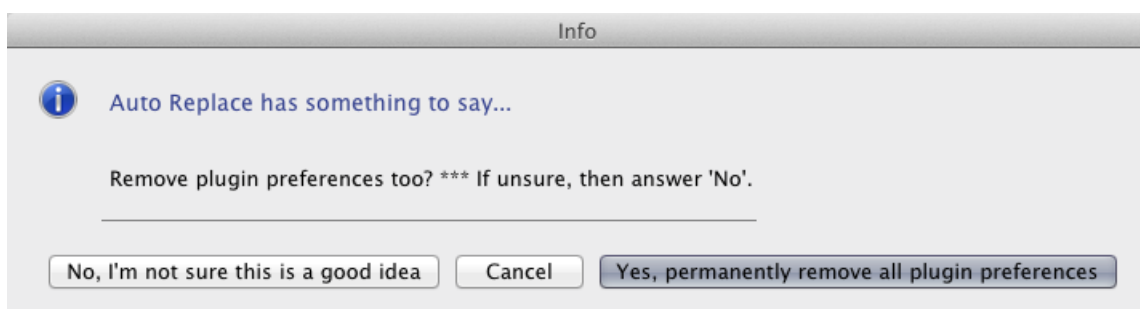 Info
Auto Replace has something to say...
Remove plugin preferences too? *** If unsure, then answer 'No'.
No, I'm not sure this is a good idea
Cancel
Yes, permanently remove all plugin preferences